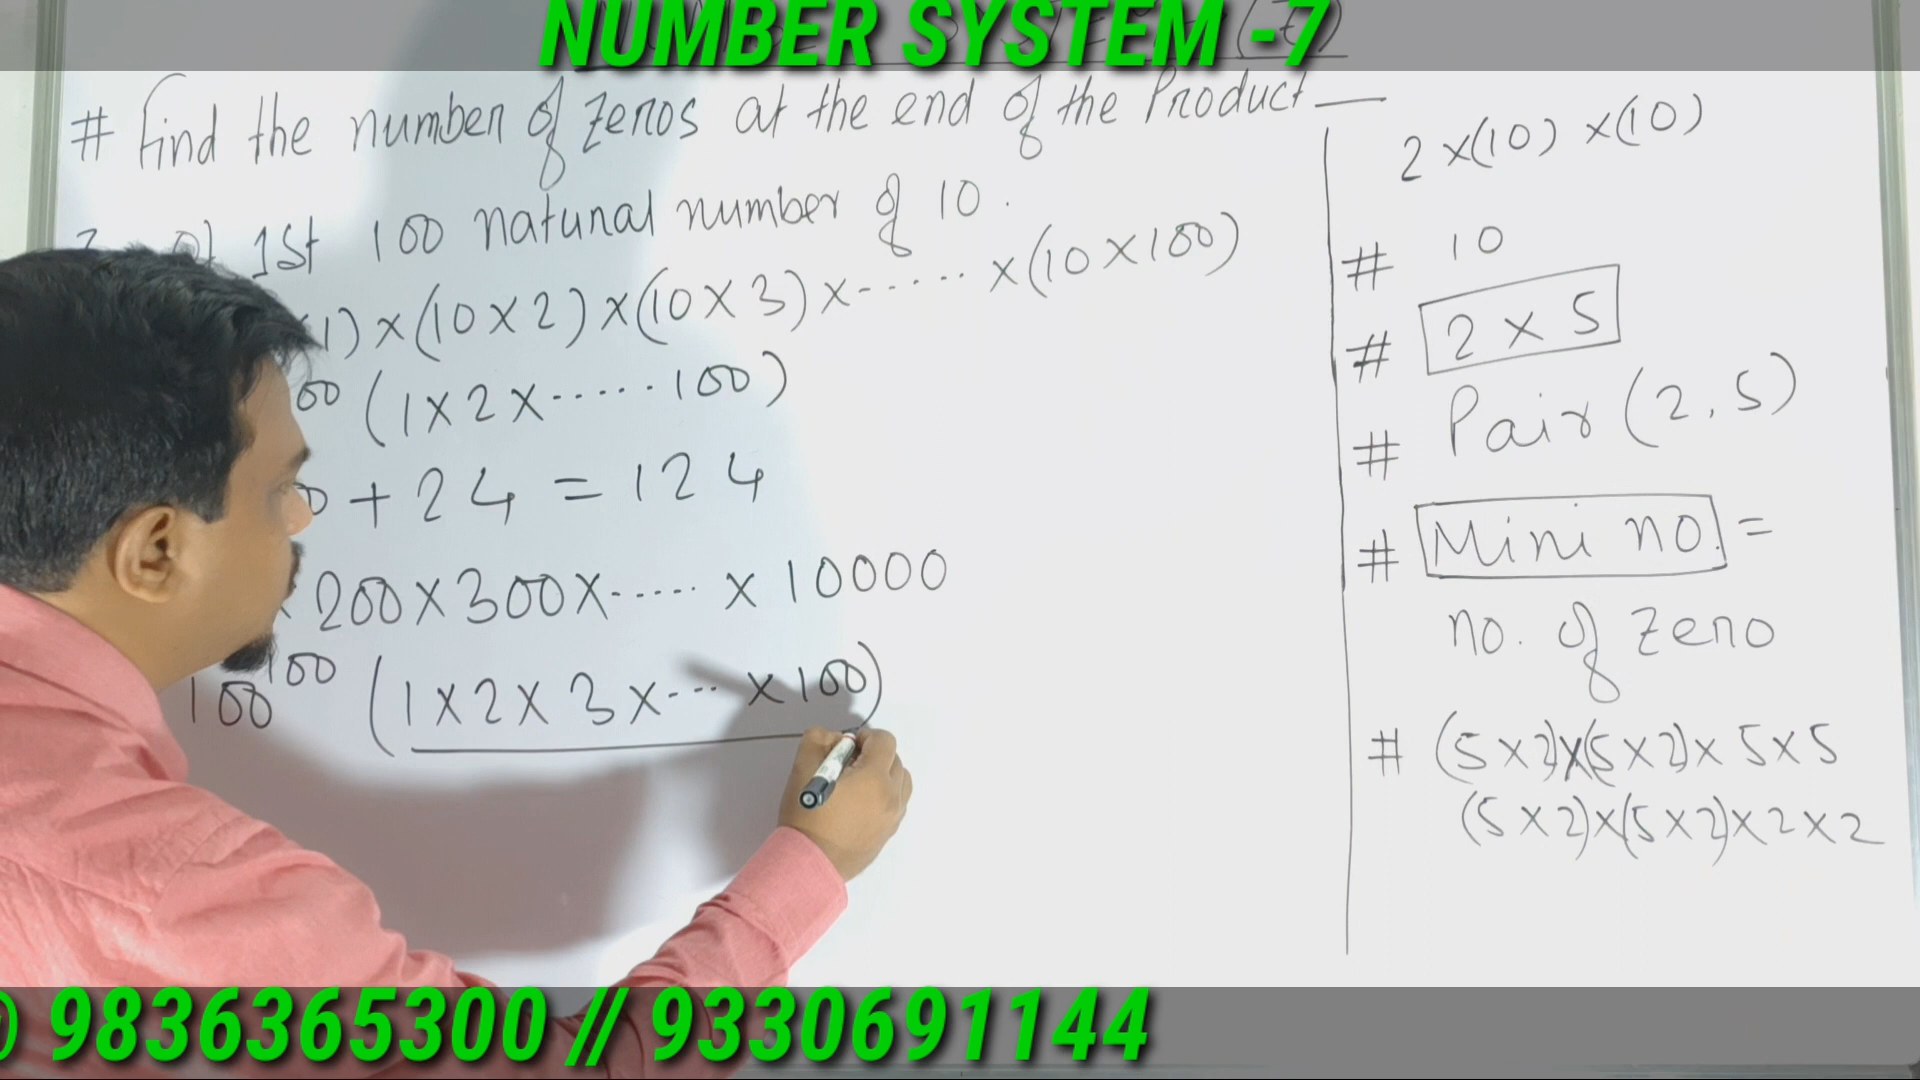 NUMBER SYSTEM -7
# Find the number of zeros at the end of the Product —
1st 100 natural number of 10.
1) × (10 × 2) × (10 × 3) × ...... × (10 × 100)
00 (1 × 2 × ...... 100)
0 + 24 = 124
× 200 × 300 × ..... × 10000
100^100 (1 × 2 × 3 × ... × 100)
2 × (10) × (10)
# 10
# 2 × 5
# Pair (2, 5)
# Mini no. =
no. of zero
# (5 × 2) × (5 × 2) × 5 × 5
(5 × 2) × (5 × 2) × 2 × 2
9836365300 // 9330691144